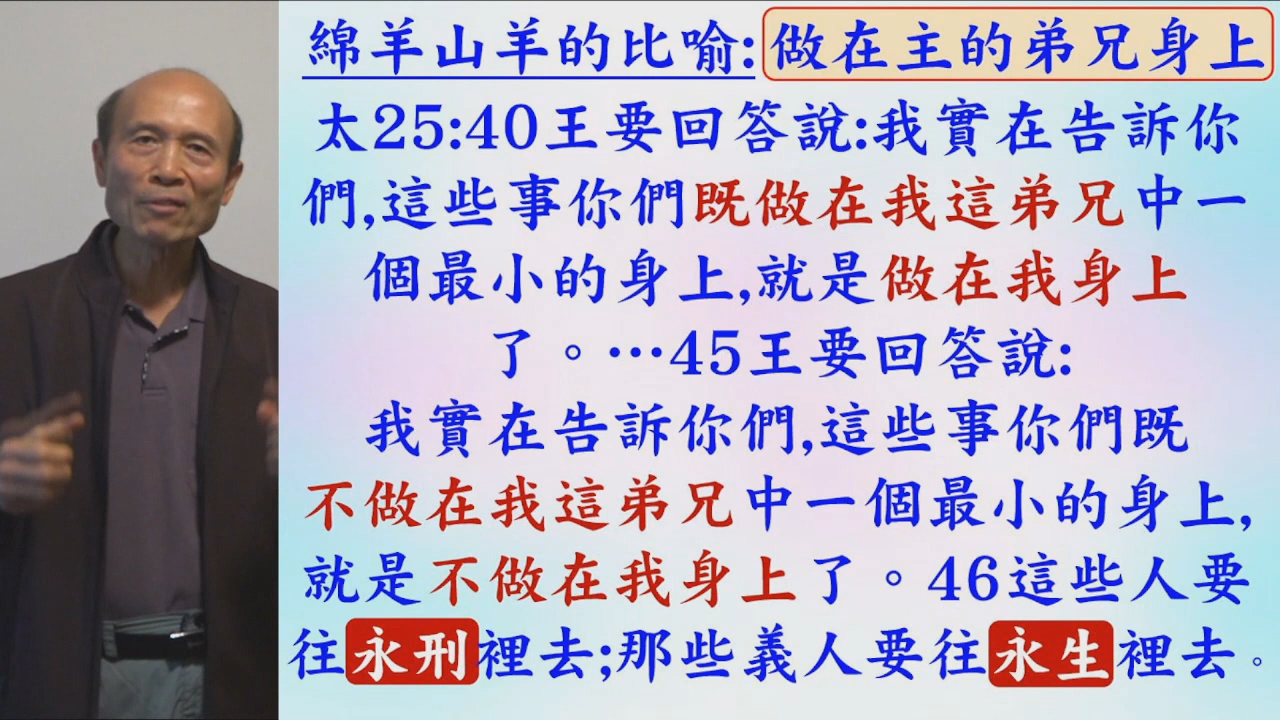 綿羊山羊的比喻:做在主的弟兄身上
太25:40王要回答說:我實在告訴你
們,這些事你們既做在我這弟兄中一
個最小的身上,就是做在我身上
了。…45王要回答說:
我實在告訴你們,這些事你們既
不做在我這弟兄中一個最小的身上,
就是不做在我身上了。46這些人要
往永刑裡去;那些義人要往永生裡去。